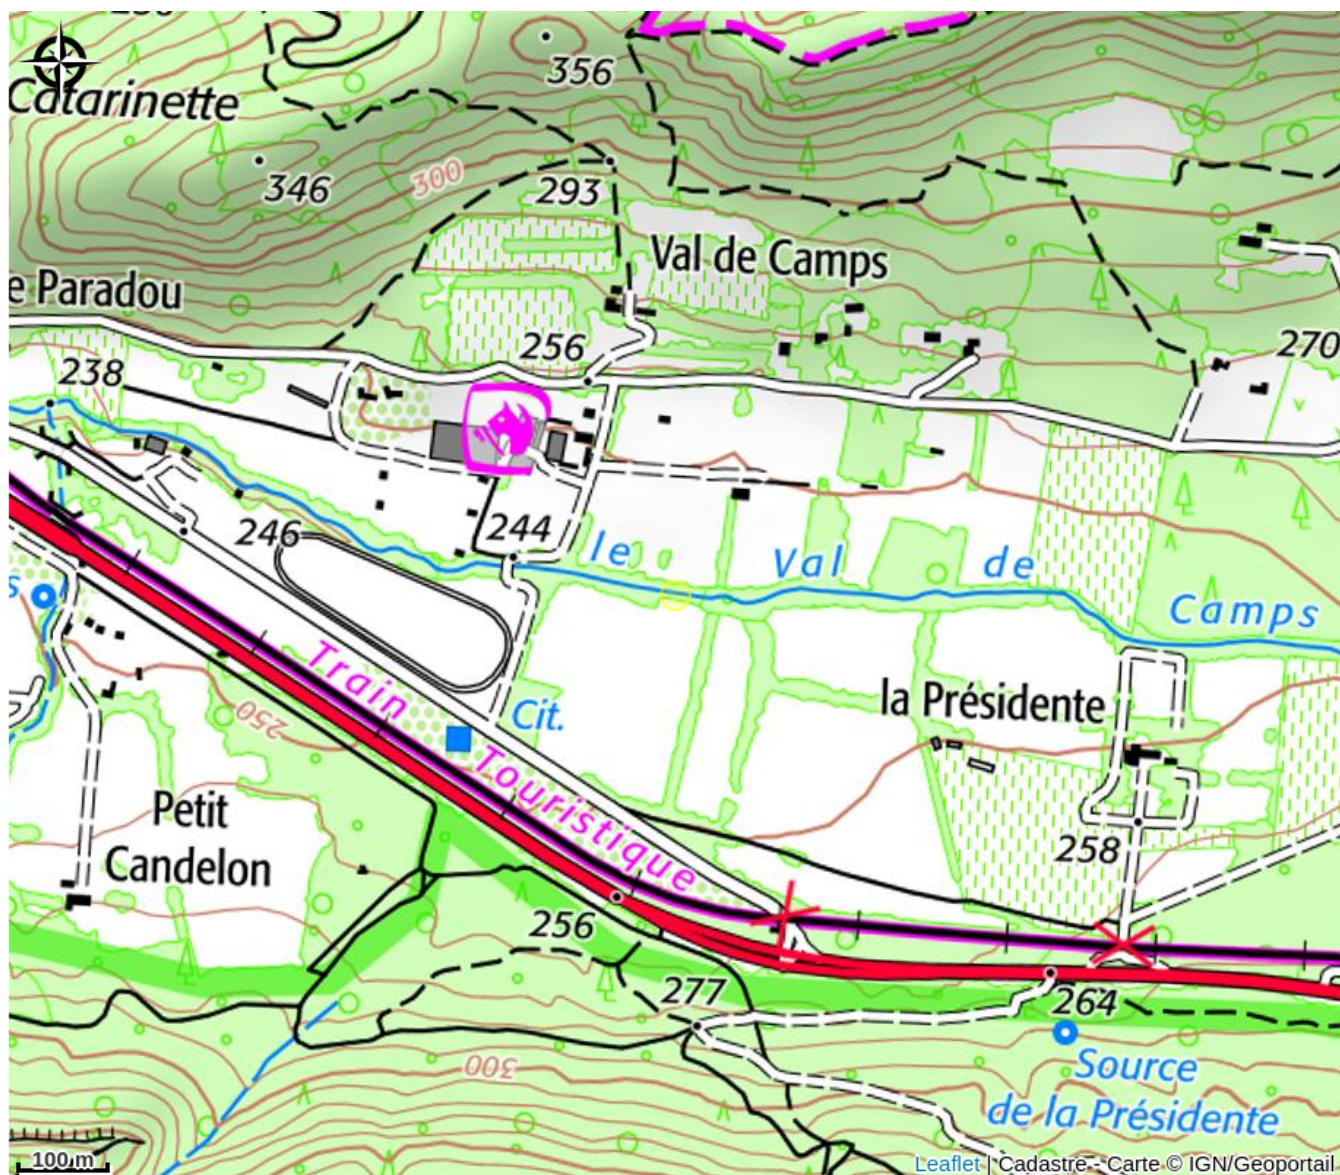 356
Catarinette
346
300
293
Val de Camps
e Paradou
256
270
238
246
244
le Val de
Camps
s
Train
Touristique
250
Cit.
la Présidente
Petit
Candelon
258
256
277
264
300
Source
de la Présidente
100 m
Leaflet | Cadastre - Carte © IGN/Geoportail